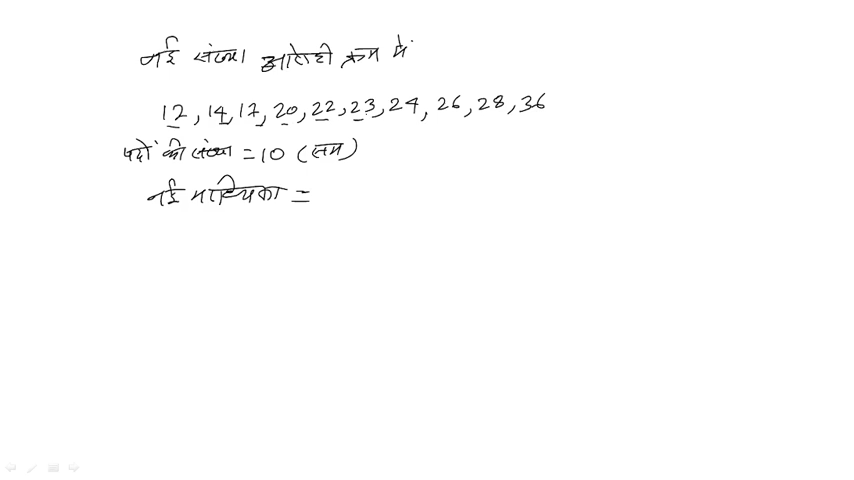 नई संख्या आरोही क्रम में
12, 14, 17, 20, 22, 23, 24, 26, 28, 36
पदों की संख्या = 10 (सम)
नई माध्यिका =